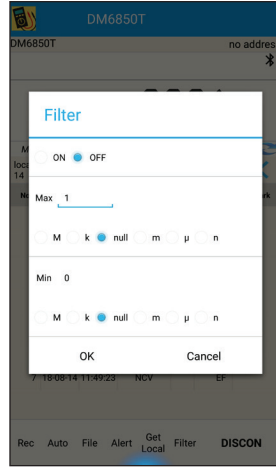 DM6850T
DM6850T no addres
Filter
ON OFF
Max 1
M k null m µ n
Min 0
M k null m µ n
OK Cancel
7 18-08-14 11:49:23 NCV EF
Rec Auto File Alert Get Local Filter DISCON